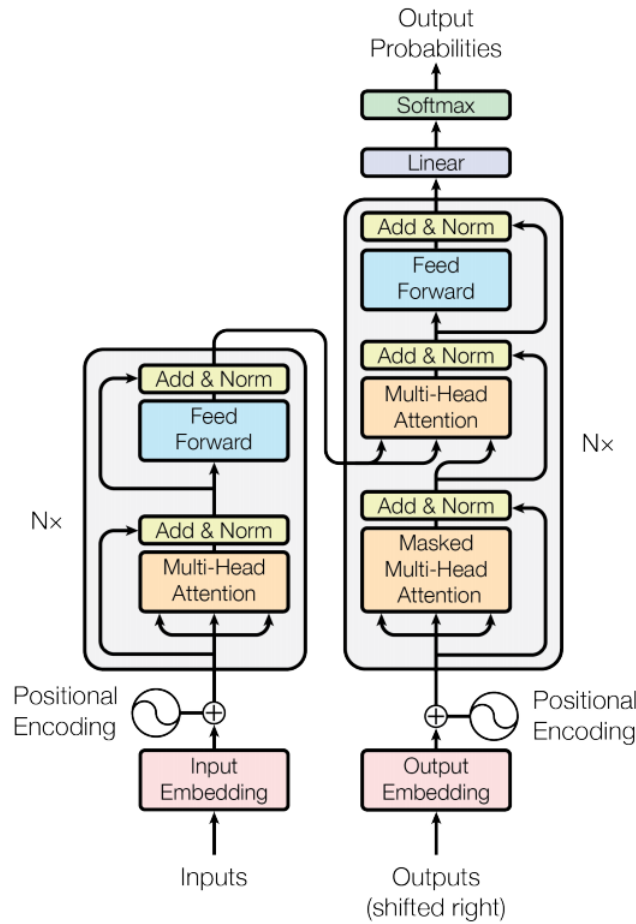 Output
Probabilities
Softmax
Linear
Add & Norm
Feed
Forward
Add & Norm
Multi-Head
Attention
Add & Norm
Masked
Multi-Head
Attention
N×
Add & Norm
Feed
Forward
Add & Norm
Multi-Head
Attention
N×
Positional
Encoding
Positional
Encoding
Input
Embedding
Output
Embedding
Inputs
Outputs
(shifted right)